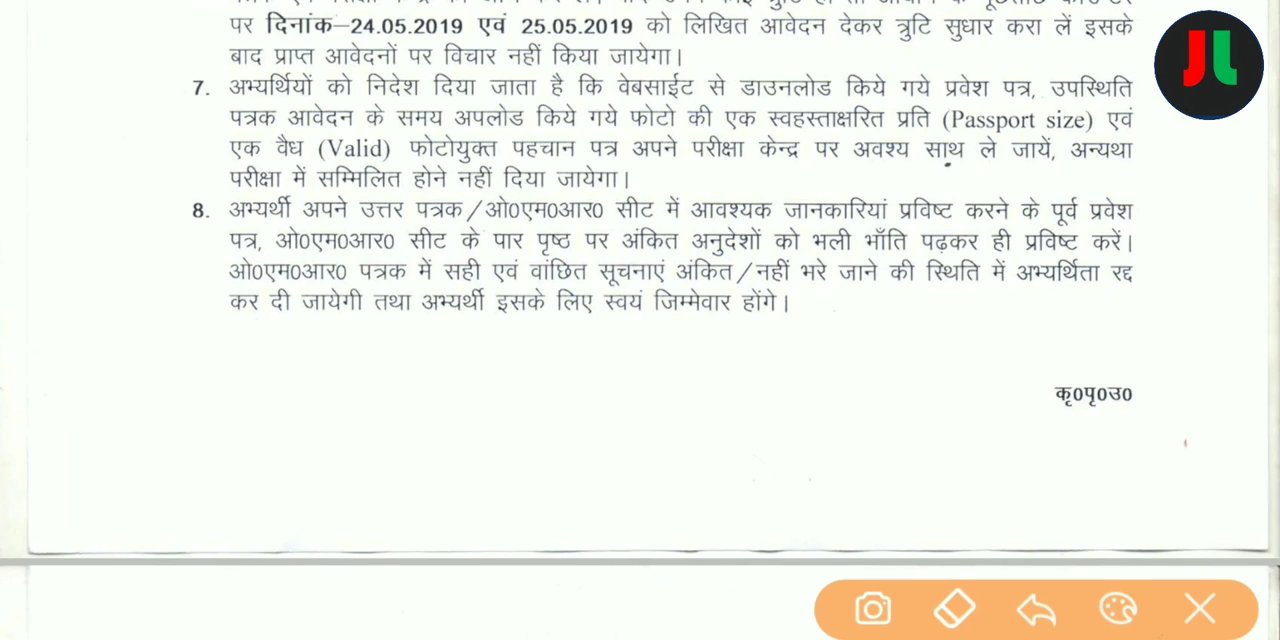 पर दिनांक–24.05.2019 एवं 25.05.2019 को लिखित आवेदन देकर त्रुटि सुधार करा लें इसके
बाद प्राप्त आवेदनों पर विचार नहीं किया जायेगा।
7. अभ्यर्थियों को निदेश दिया जाता है कि वेबसाईट से डाउनलोड किये गये प्रवेश पत्र, उपस्थिति
पत्रक आवेदन के समय अपलोड किये गये फोटो की एक स्वहस्ताक्षरित प्रति (Passport size) एवं
एक वैध (Valid) फोटोयुक्त पहचान पत्र अपने परीक्षा केन्द्र पर अवश्य साथ ले जायें, अन्यथा
परीक्षा में सम्मिलित होने नहीं दिया जायेगा।
8. अभ्यर्थी अपने उत्तर पत्रक/ओ0एम0आर0 सीट में आवश्यक जानकारियां प्रविष्ट करने के पूर्व प्रवेश
पत्र, ओ0एम0आर0 सीट के पार पृष्ठ पर अंकित अनुदेशों को भली भाँति पढ़कर ही प्रविष्ट करें।
ओ0एम0आर0 पत्रक में सही एवं वांछित सूचनाएं अंकित/नहीं भरे जाने की स्थिति में अभ्यर्थिता रद्द
कर दी जायेगी तथा अभ्यर्थी इसके लिए स्वयं जिम्मेवार होंगे।
कृ0पृ0उ0